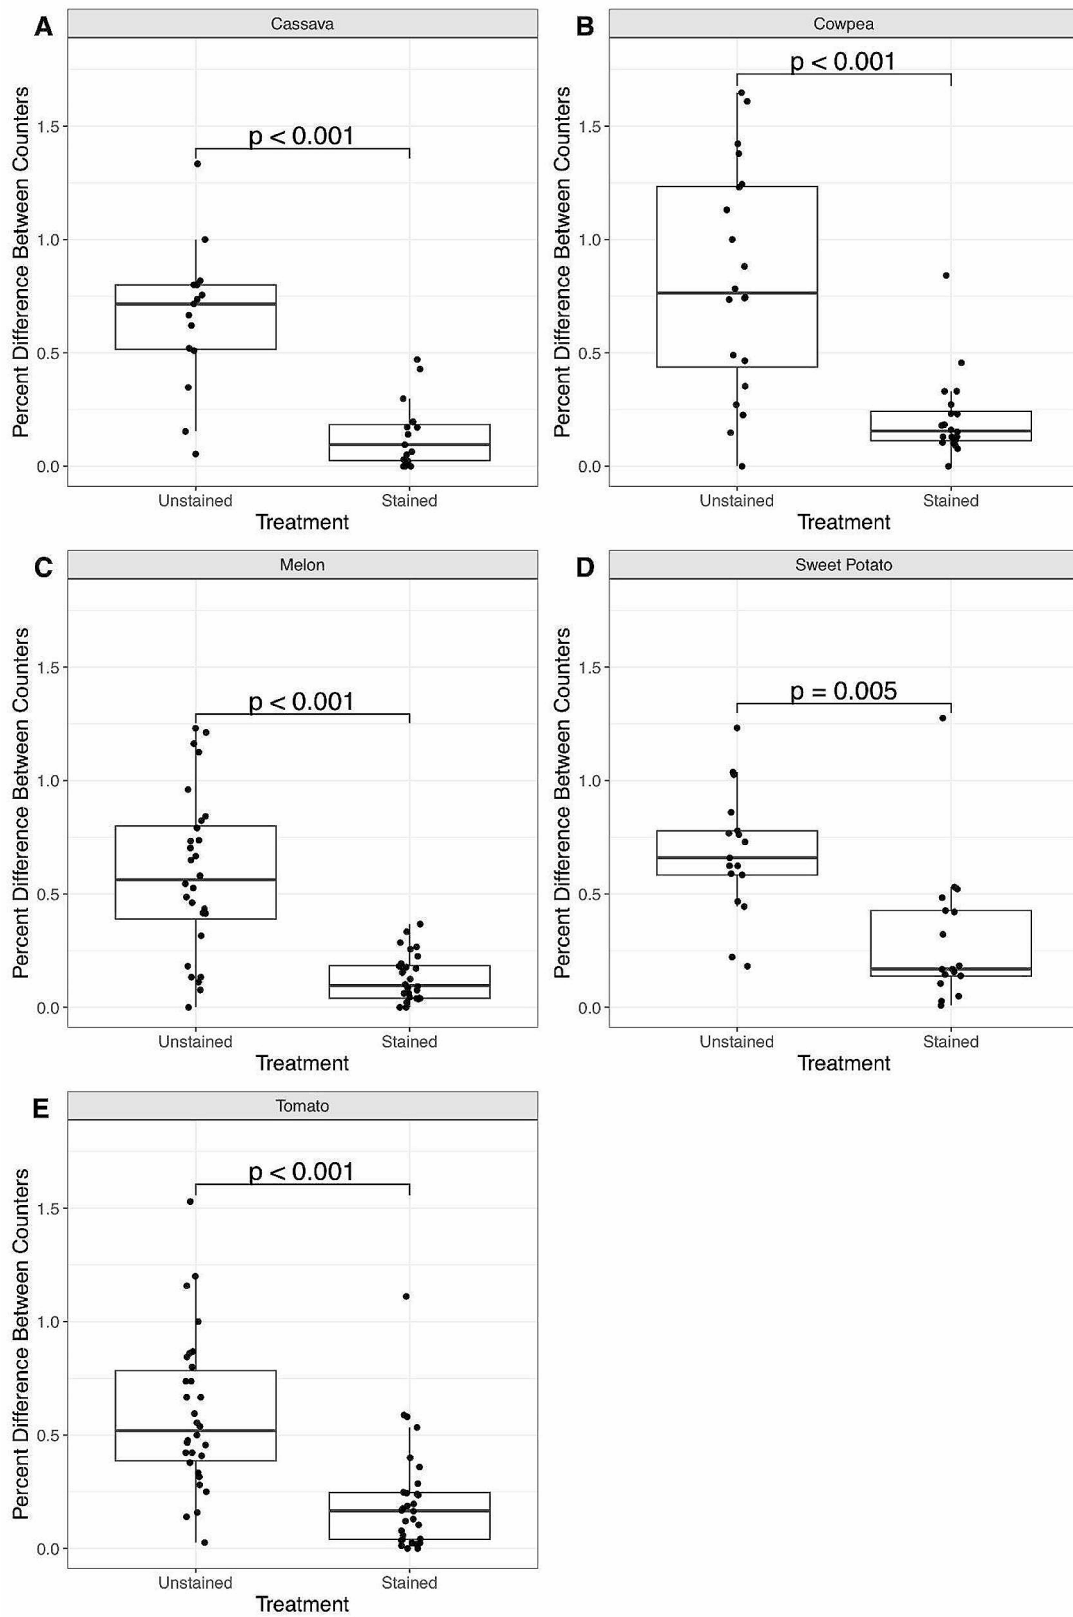 A
Cassava
Percent Difference Between Counters
1.5
1.0
0.5
0.0
p < 0.001
Unstained Stained
Treatment
B
Cowpea
Percent Difference Between Counters
1.5
1.0
0.5
0.0
p < 0.001
Unstained Stained
Treatment
C
Melon
Percent Difference Between Counters
1.5
1.0
0.5
0.0
p < 0.001
Unstained Stained
Treatment
D
Sweet Potato
Percent Difference Between Counters
1.5
1.0
0.5
0.0
p = 0.005
Unstained Stained
Treatment
E
Tomato
Percent Difference Between Counters
1.5
1.0
0.5
0.0
p < 0.001
Unstained Stained
Treatment